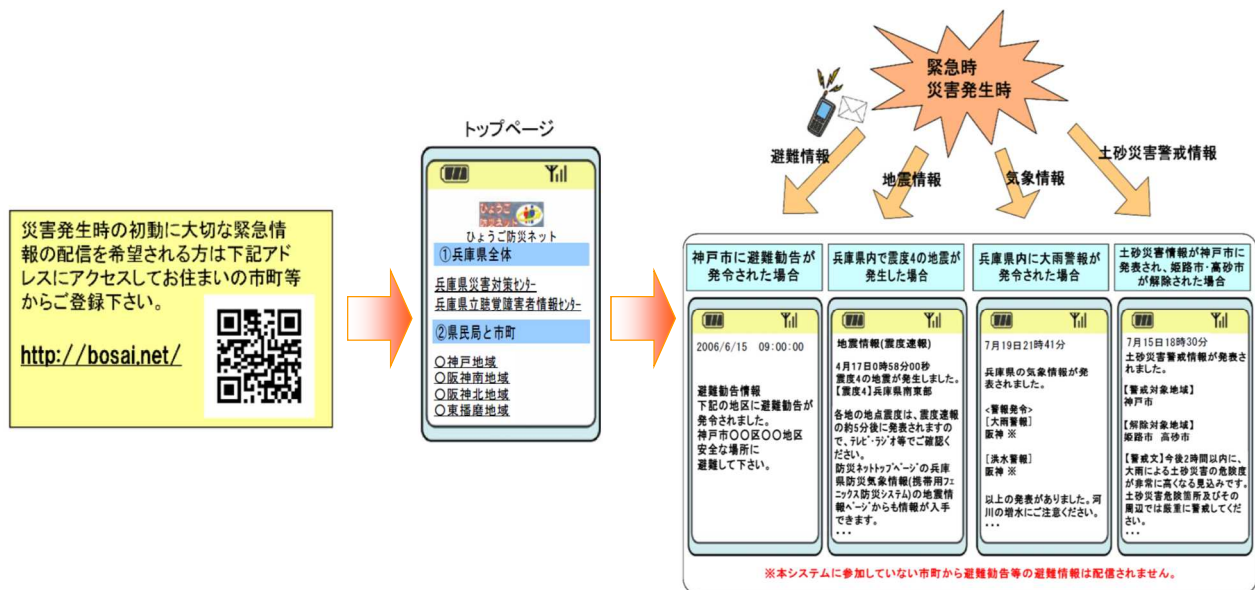 災害発生時の初動に大切な緊急情
報の配信を希望される方は下記アド
レスにアクセスしてお住まいの市町等
からご登録下さい。
http://bosai.net/
トップページ
ひょうご
防災ネット
ひょうご防災ネット
①兵庫県全体
兵庫県災害対策ｾﾝﾀｰ
兵庫県立聴覚障害者情報ｾﾝﾀｰ
②県民局と市町
○神戸地域
○阪神南地域
○阪神北地域
○東播磨地域
緊急時
災害発生時
避難情報
地震情報
気象情報
土砂災害警戒情報
神戸市に避難勧告が
発令された場合
2006/6/15 09:00:00
避難勧告情報
下記の地区に避難勧告が
発令されました。
神戸市○○区○○地区
安全な場所に
避難して下さい。
兵庫県内で震度4の地震が
発生した場合
地震情報(震度速報)
4月17日0時58分00秒
震度4の地震が発生しました。
【震度4】兵庫県南東部
各地の地点震度は、震度速報
の約5分後に発表されますの
で、ﾃﾚﾋﾞ・ﾗｼﾞｵ等でご確認く
ださい。
防災ネットトップページの兵庫
県防災気象情報(携帯用フェ
ニックス防災システム)の地震情
報ページからも情報が入手
できます。
・・・
兵庫県内に大雨警報が
発令された場合
7月19日21時41分
兵庫県の気象情報が発
表されました。
<警報発令>
[大雨警報]
阪神 ※
[洪水警報]
阪神 ※
以上の発表がありました。河
川の増水にご注意ください。
・・・
土砂災害情報が神戸市に
発表され、姫路市・高砂市
が解除された場合
7月15日18時30分
土砂災害警戒情報が発表さ
れました。
【警戒対象地域】
神戸市
【解除対象地域】
姫路市 高砂市
【警戒文】今後2時間以内に、
大雨による土砂災害の危険度
が非常に高くなる見込みです。
土砂災害危険箇所及びその
周辺では厳重に警戒してくだ
さい。
・・・
※本システムに参加していない市町から避難勧告等の避難情報は配信されません。